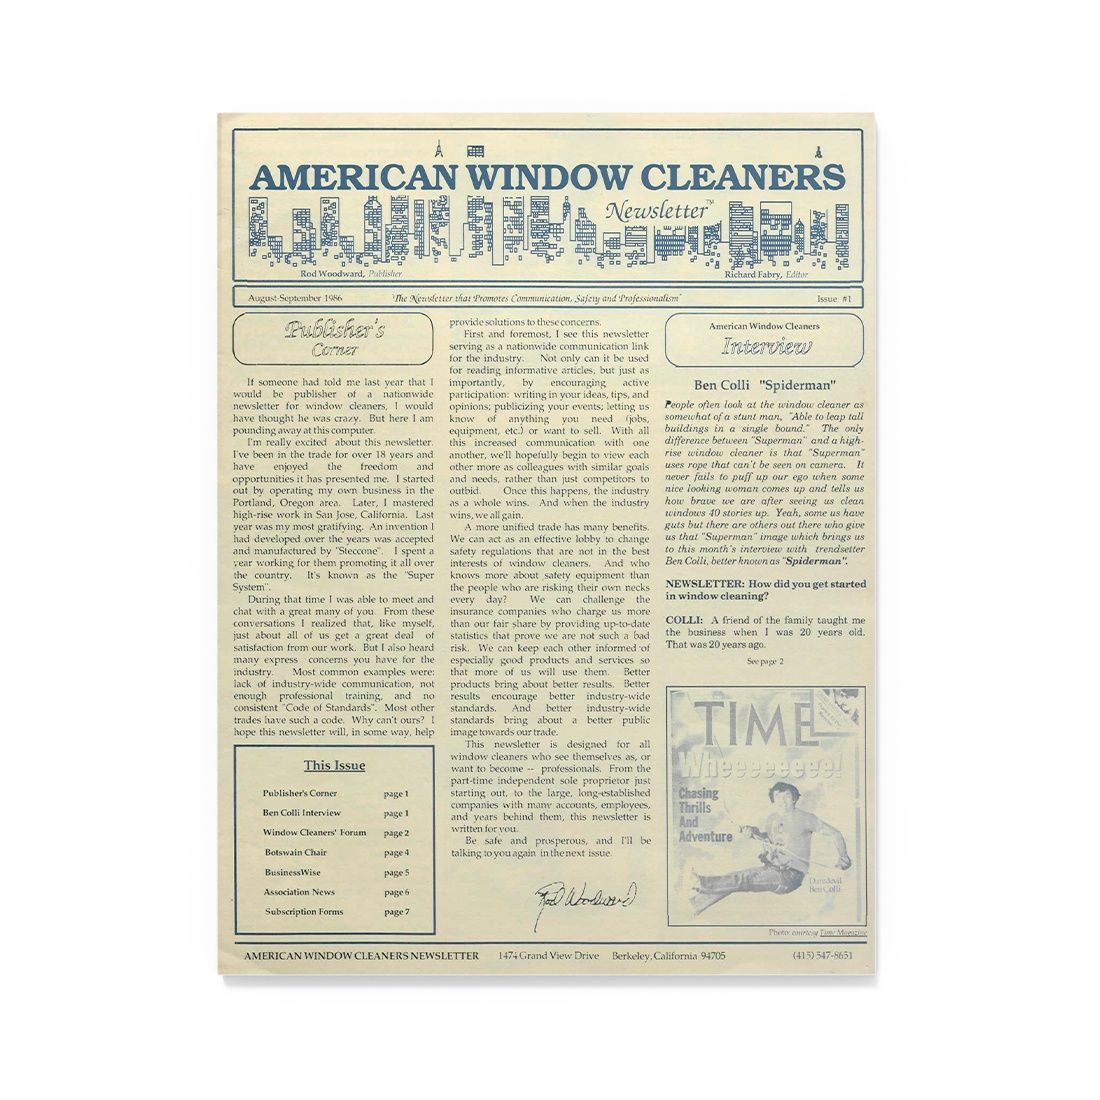 AMERICAN WINDOW CLEANERS
Newsletter™
Rod Woodward, Publisher
Richard Fabry, Editor
August-September 1986
"The Newsletter that Promotes Communication, Safety and Professionalism"
Issue #1
Publisher's
Corner
If someone had told me last year that I
would be publisher of a nationwide
newsletter for window cleaners, I would
have thought he was crazy. But here I am
pounding away at this computer.
I'm really excited about this newsletter.
I've been in the trade for over 18 years and
have enjoyed the freedom and
opportunities it has presented me. I started
out by operating my own business in the
Portland, Oregon area. Later, I mastered
high-rise work in San Jose, California. Last
year was my most gratifying. An invention I
had developed over the years was accepted
and manufactured by "Steccone". I spent a
year working for them promoting it all over
the country. It's known as the "Super
System".
During that time I was able to meet and
chat with a great many of you. From these
conversations I realized that, like myself,
just about all of us get a great deal of
satisfaction from our work. But I also heard
many express concerns you have for the
industry. Most common examples were:
lack of industry-wide communication, not
enough professional training, and no
consistent "Code of Standards". Most other
trades have such a code. Why can't ours? I
hope this newsletter will, in some way, help
This Issue
Publisher's Corner page 1
Ben Colli Interview page 1
Window Cleaners' Forum page 2
Botswain Chair page 4
BusinessWise page 5
Association News page 6
Subscription Forms page 7
provide solutions to these concerns.
First and foremost, I see this newsletter
serving as a nationwide communication link
for the industry. Not only can it be used
for reading informative articles, but just as
importantly, by encouraging active
participation: writing in your ideas, tips, and
opinions; publicizing your events; letting us
know of anything you need (jobs,
equipment, etc.) or want to sell. With all
this increased communication with one
another, we'll hopefully begin to view each
other more as colleagues with similar goals
and needs, rather than just competitors to
outbid. Once this happens, the industry
as a whole wins. And when the industry
wins, we all gain.
A more unified trade has many benefits.
We can act as an effective lobby to change
safety regulations that are not in the best
interests of window cleaners. And who
knows more about safety equipment than
the people who are risking their own necks
every day? We can challenge the
insurance companies who charge us more
than our fair share by providing up-to-date
statistics that prove we are not such a bad
risk. We can keep each other informed of
especially good products and services so
that more of us will use them. Better
products bring about better results. Better
results encourage better industry-wide
standards. And better industry-wide
standards bring about a better public
image towards our trade.
This newsletter is designed for all
window cleaners who see themselves as, or
want to become -- professionals. From the
part-time independent sole proprietor just
starting out, to the large, long-established
companies with many accounts, employees,
and years behind them, this newsletter is
written for you.
Be safe and prosperous, and I'll be
talking to you again in the next issue.
Rod Woodward
American Window Cleaners
Interview
Ben Colli "Spiderman"
People often look at the window cleaner as
somewhat of a stunt man, "Able to leap tall
buildings in a single bound." The only
difference between "Superman" and a high-
rise window cleaner is that "Superman"
uses rope that can't be seen on camera. It
never fails to puff up our ego when some
nice looking woman comes up and tells us
how brave we are after seeing us clean
windows 40 stories up. Yeah, some us have
guts but there are others out there who give
us that "Superman" image which brings us
to this month's interview with trendsetter
Ben Colli, better known as "Spiderman".
NEWSLETTER: How did you get started
in window cleaning?
COLLI: A friend of the family taught me
the business when I was 20 years old.
That was 20 years ago.
See page 2
TIME
Wheeeeeeee!
Chasing
Thrills
And
Adventure
Daredevil
Ben Colli
Photo: courtesy Time Magazine
AMERICAN WINDOW CLEANERS NEWSLETTER 1474 Grand View Drive Berkeley, California 94705 (415) 547-8651